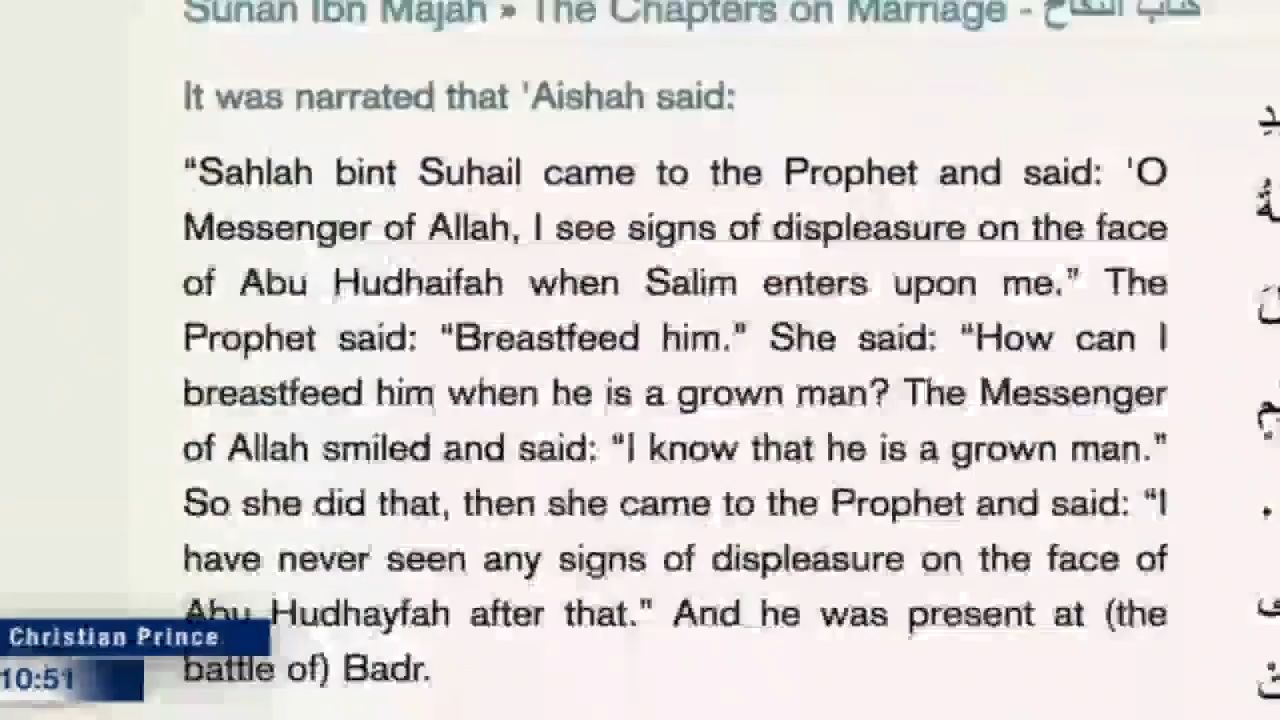 Sunan Ibn Majah » The Chapters on Marriage - كتاب النكاح
It was narrated that 'Aishah said:
“Sahlah bint Suhail came to the Prophet and said: 'O
Messenger of Allah, I see signs of displeasure on the face
of Abu Hudhaifah when Salim enters upon me.” The
Prophet said: “Breastfeed him.” She said: “How can I
breastfeed him when he is a grown man? The Messenger
of Allah smiled and said: “I know that he is a grown man.”
So she did that, then she came to the Prophet and said: “I
have never seen any signs of displeasure on the face of
Abu Hudhayfah after that.” And he was present at (the
battle of) Badr.
Christian Prince
10:51